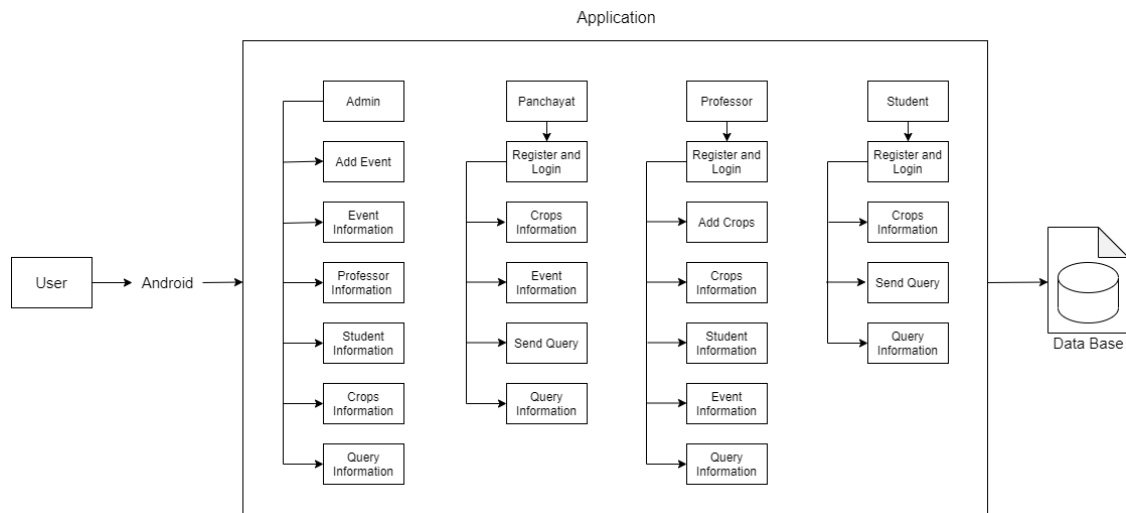 Application
User
Android
Admin
Add Event
Event
Information
Professor
Information
Student
Information
Crops
Information
Query
Information
Panchayat
Register and
Login
Crops
Information
Event
Information
Send Query
Query
Information
Professor
Register and
Login
Add Crops
Crops
Information
Student
Information
Event
Information
Query
Information
Student
Register and
Login
Crops
Information
Send Query
Query
Information
Data Base